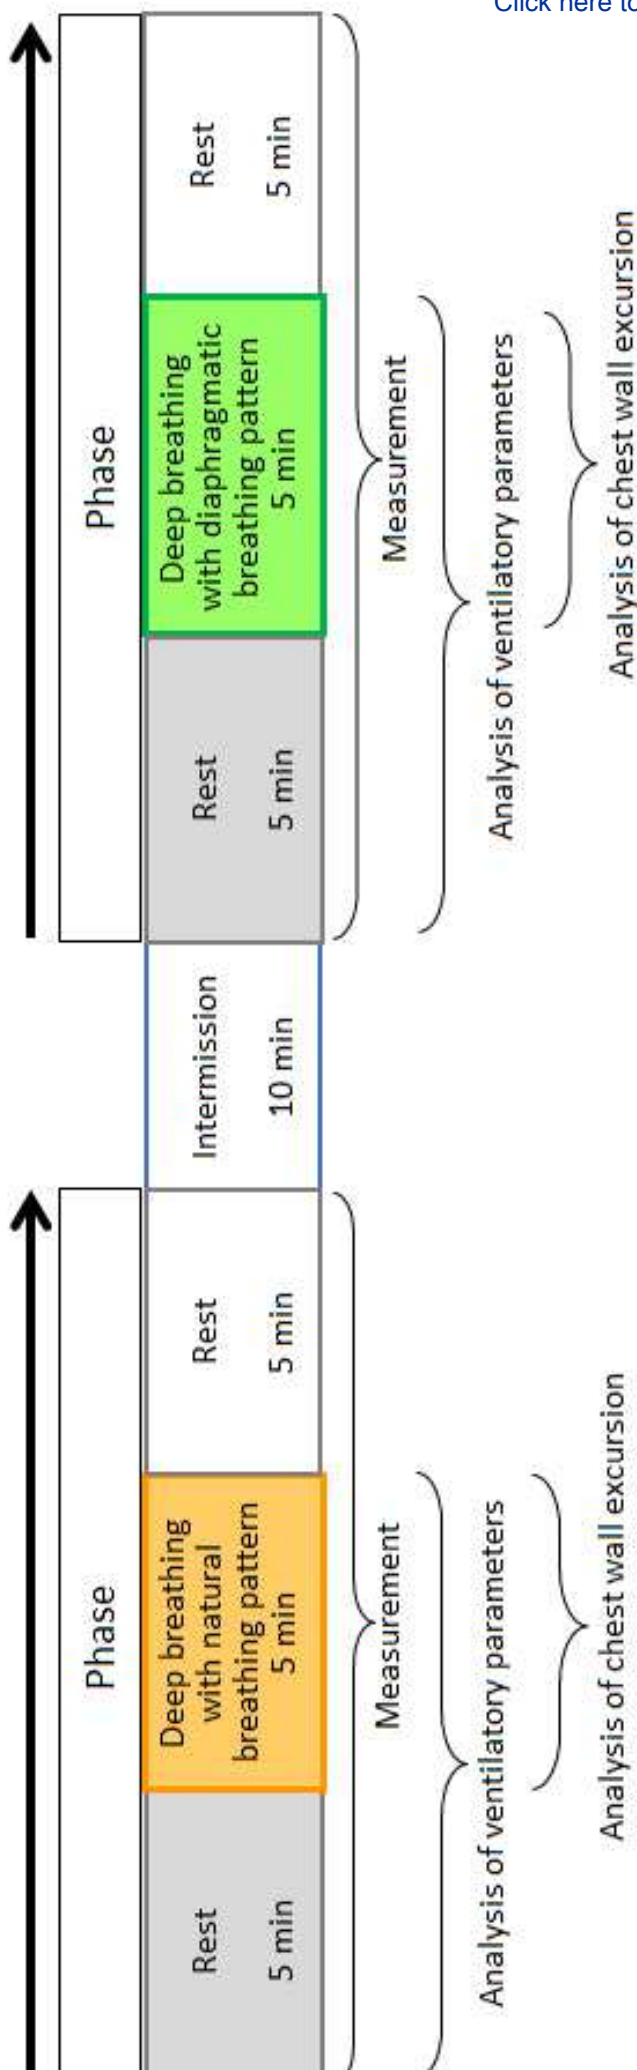 Click here to
Phase
Rest
5 min
Deep breathing
with natural
breathing pattern
5 min
Rest
5 min
Measurement
Analysis of ventilatory parameters
Analysis of chest wall excursion
Intermission
10 min
Phase
Rest
5 min
Deep breathing
with diaphragmatic
breathing pattern
5 min
Rest
5 min
Measurement
Analysis of ventilatory parameters
Analysis of chest wall excursion